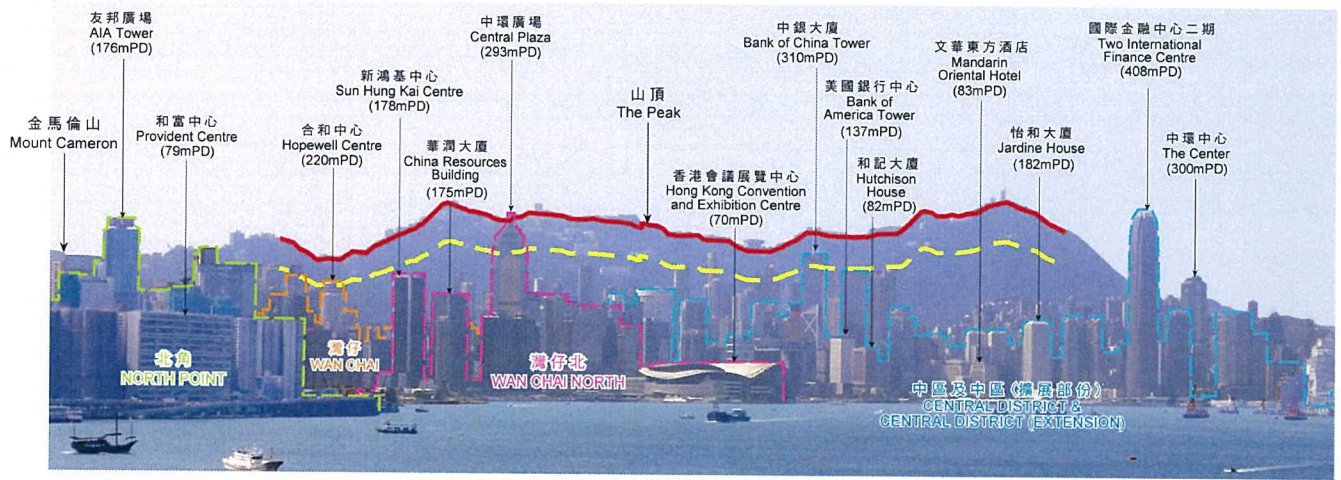 友邦廣場
AIA Tower
(176mPD)
中環廣場
Central Plaza
(293mPD)
中銀大廈
Bank of China Tower
(310mPD)
文華東方酒店
Mandarin
Oriental Hotel
(83mPD)
國際金融中心二期
Two International
Finance Centre
(408mPD)
新鴻基中心
Sun Hung Kai Centre
(178mPD)
山頂
The Peak
美國銀行中心
Bank of
America Tower
(137mPD)
金馬倫山
Mount Cameron
和富中心
Provident Centre
(79mPD)
合和中心
Hopewell Centre
(220mPD)
華潤大廈
China Resources
Building
(175mPD)
香港會議展覽中心
Hong Kong Convention
and Exhibition Centre
(70mPD)
和記大廈
Hutchison
House
(82mPD)
怡和大廈
Jardine House
(182mPD)
中環中心
The Center
(300mPD)
北角
NORTH POINT
灣仔
WAN CHAI
灣仔北
WAN CHAI NORTH
中區及中區(擴展部份)
CENTRAL DISTRICT &
CENTRAL DISTRICT (EXTENSION)